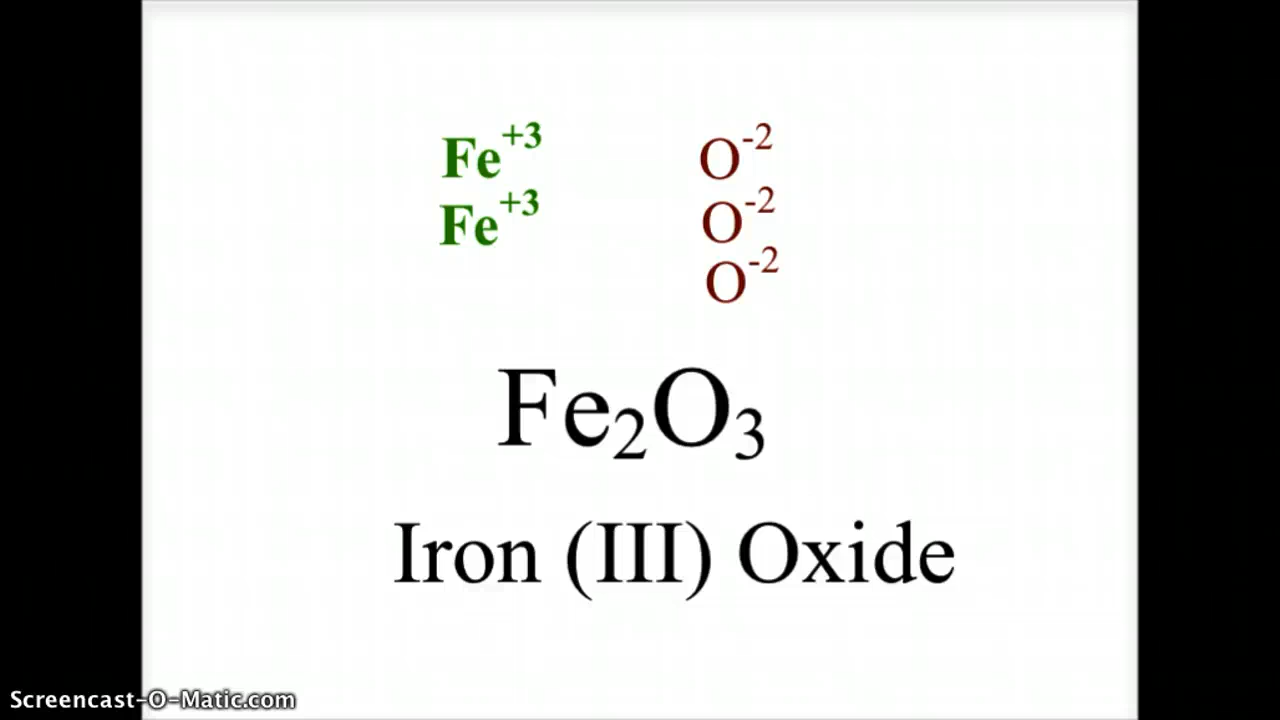 Fe+3 O-2
Fe+3 O-2
O-2
Fe2O3
Iron (III) Oxide
Screencast-O-Matic.com